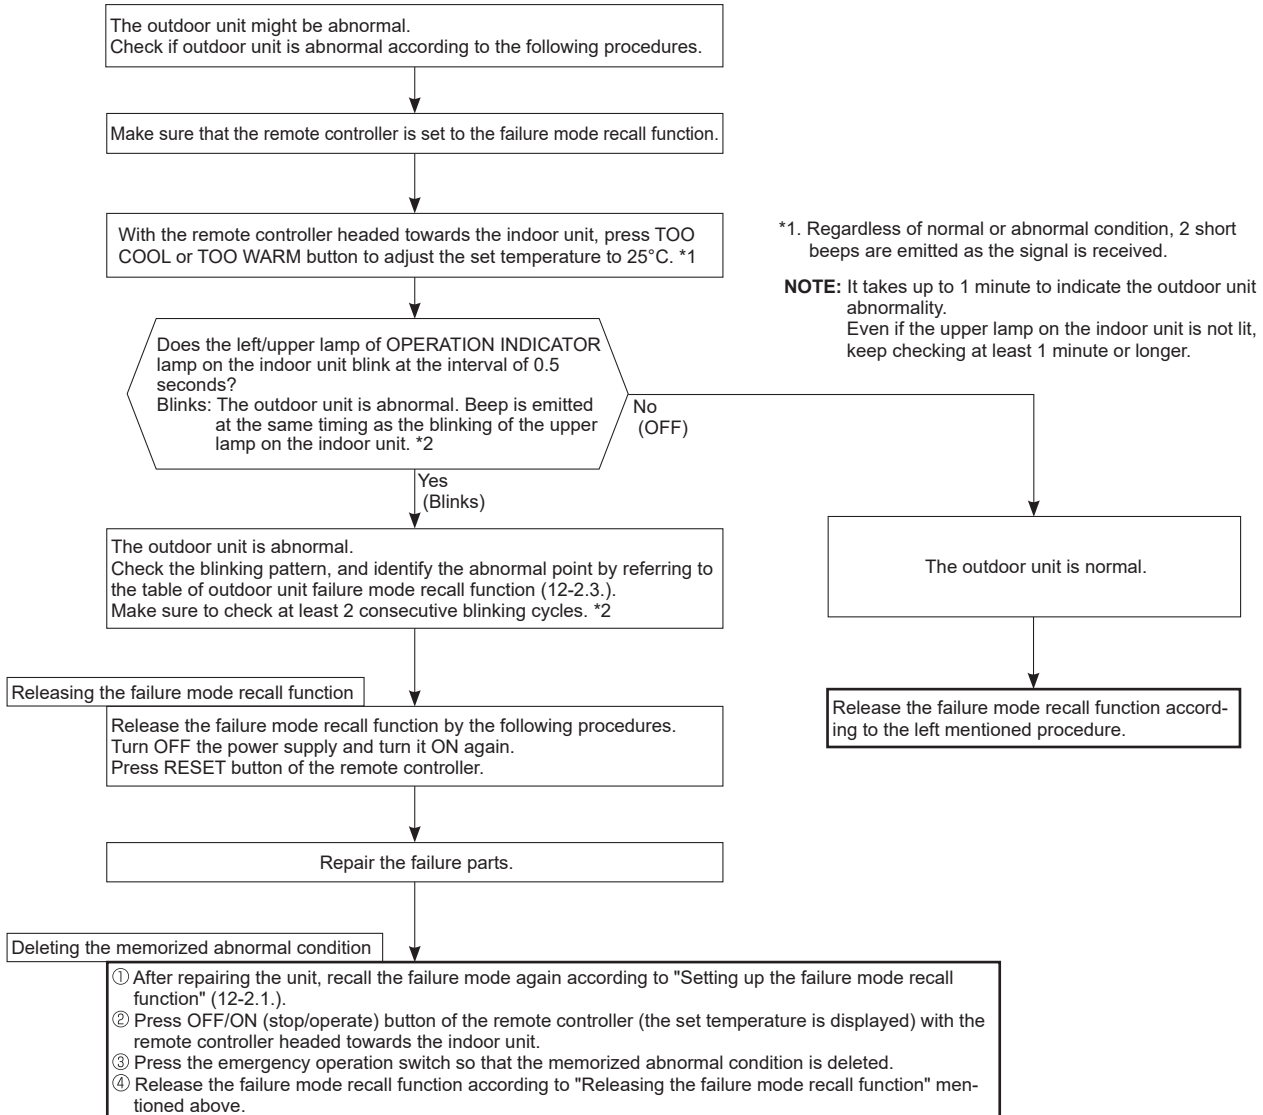 The outdoor unit might be abnormal.
Check if outdoor unit is abnormal according to the following procedures.
Make sure that the remote controller is set to the failure mode recall function.
With the remote controller headed towards the indoor unit, press TOO
COOL or TOO WARM button to adjust the set temperature to 25°C. *1
*1. Regardless of normal or abnormal condition, 2 short
beeps are emitted as the signal is received.
NOTE: It takes up to 1 minute to indicate the outdoor unit
abnormality.
Even if the upper lamp on the indoor unit is not lit,
keep checking at least 1 minute or longer.
Does the left/upper lamp of OPERATION INDICATOR
lamp on the indoor unit blink at the interval of 0.5
seconds?
Blinks: The outdoor unit is abnormal. Beep is emitted
at the same timing as the blinking of the upper
lamp on the indoor unit. *2
No
(OFF)
Yes
(Blinks)
The outdoor unit is abnormal.
Check the blinking pattern, and identify the abnormal point by referring to
the table of outdoor unit failure mode recall function (12-2.3.).
Make sure to check at least 2 consecutive blinking cycles. *2
The outdoor unit is normal.
Releasing the failure mode recall function
Release the failure mode recall function by the following procedures.
Turn OFF the power supply and turn it ON again.
Press RESET button of the remote controller.
Release the failure mode recall function accord-
ing to the left mentioned procedure.
Repair the failure parts.
Deleting the memorized abnormal condition
① After repairing the unit, recall the failure mode again according to "Setting up the failure mode recall
function" (12-2.1.).
② Press OFF/ON (stop/operate) button of the remote controller (the set temperature is displayed) with the
remote controller headed towards the indoor unit.
③ Press the emergency operation switch so that the memorized abnormal condition is deleted.
④ Release the failure mode recall function according to "Releasing the failure mode recall function" men-
tioned above.